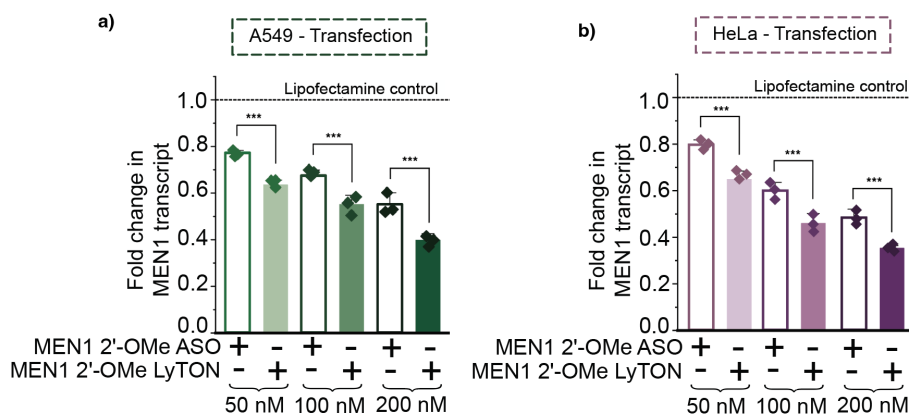 a)
A549 - Transfection
Lipofectamine control
1.0
0.8
0.6
0.4
0.2
0.0
Fold change in
MEN1 transcript
***
***
***
MEN1 2'-OMe ASO + - + - + -
MEN1 2'-OMe LyTON - + - + - +
50 nM 100 nM 200 nM
b)
HeLa - Transfection
Lipofectamine control
1.0
0.8
0.6
0.4
0.2
0.0
Fold change in
MEN1 transcript
***
***
***
MEN1 2'-OMe ASO + - + - + -
MEN1 2'-OMe LyTON - + - + - +
50 nM 100 nM 200 nM